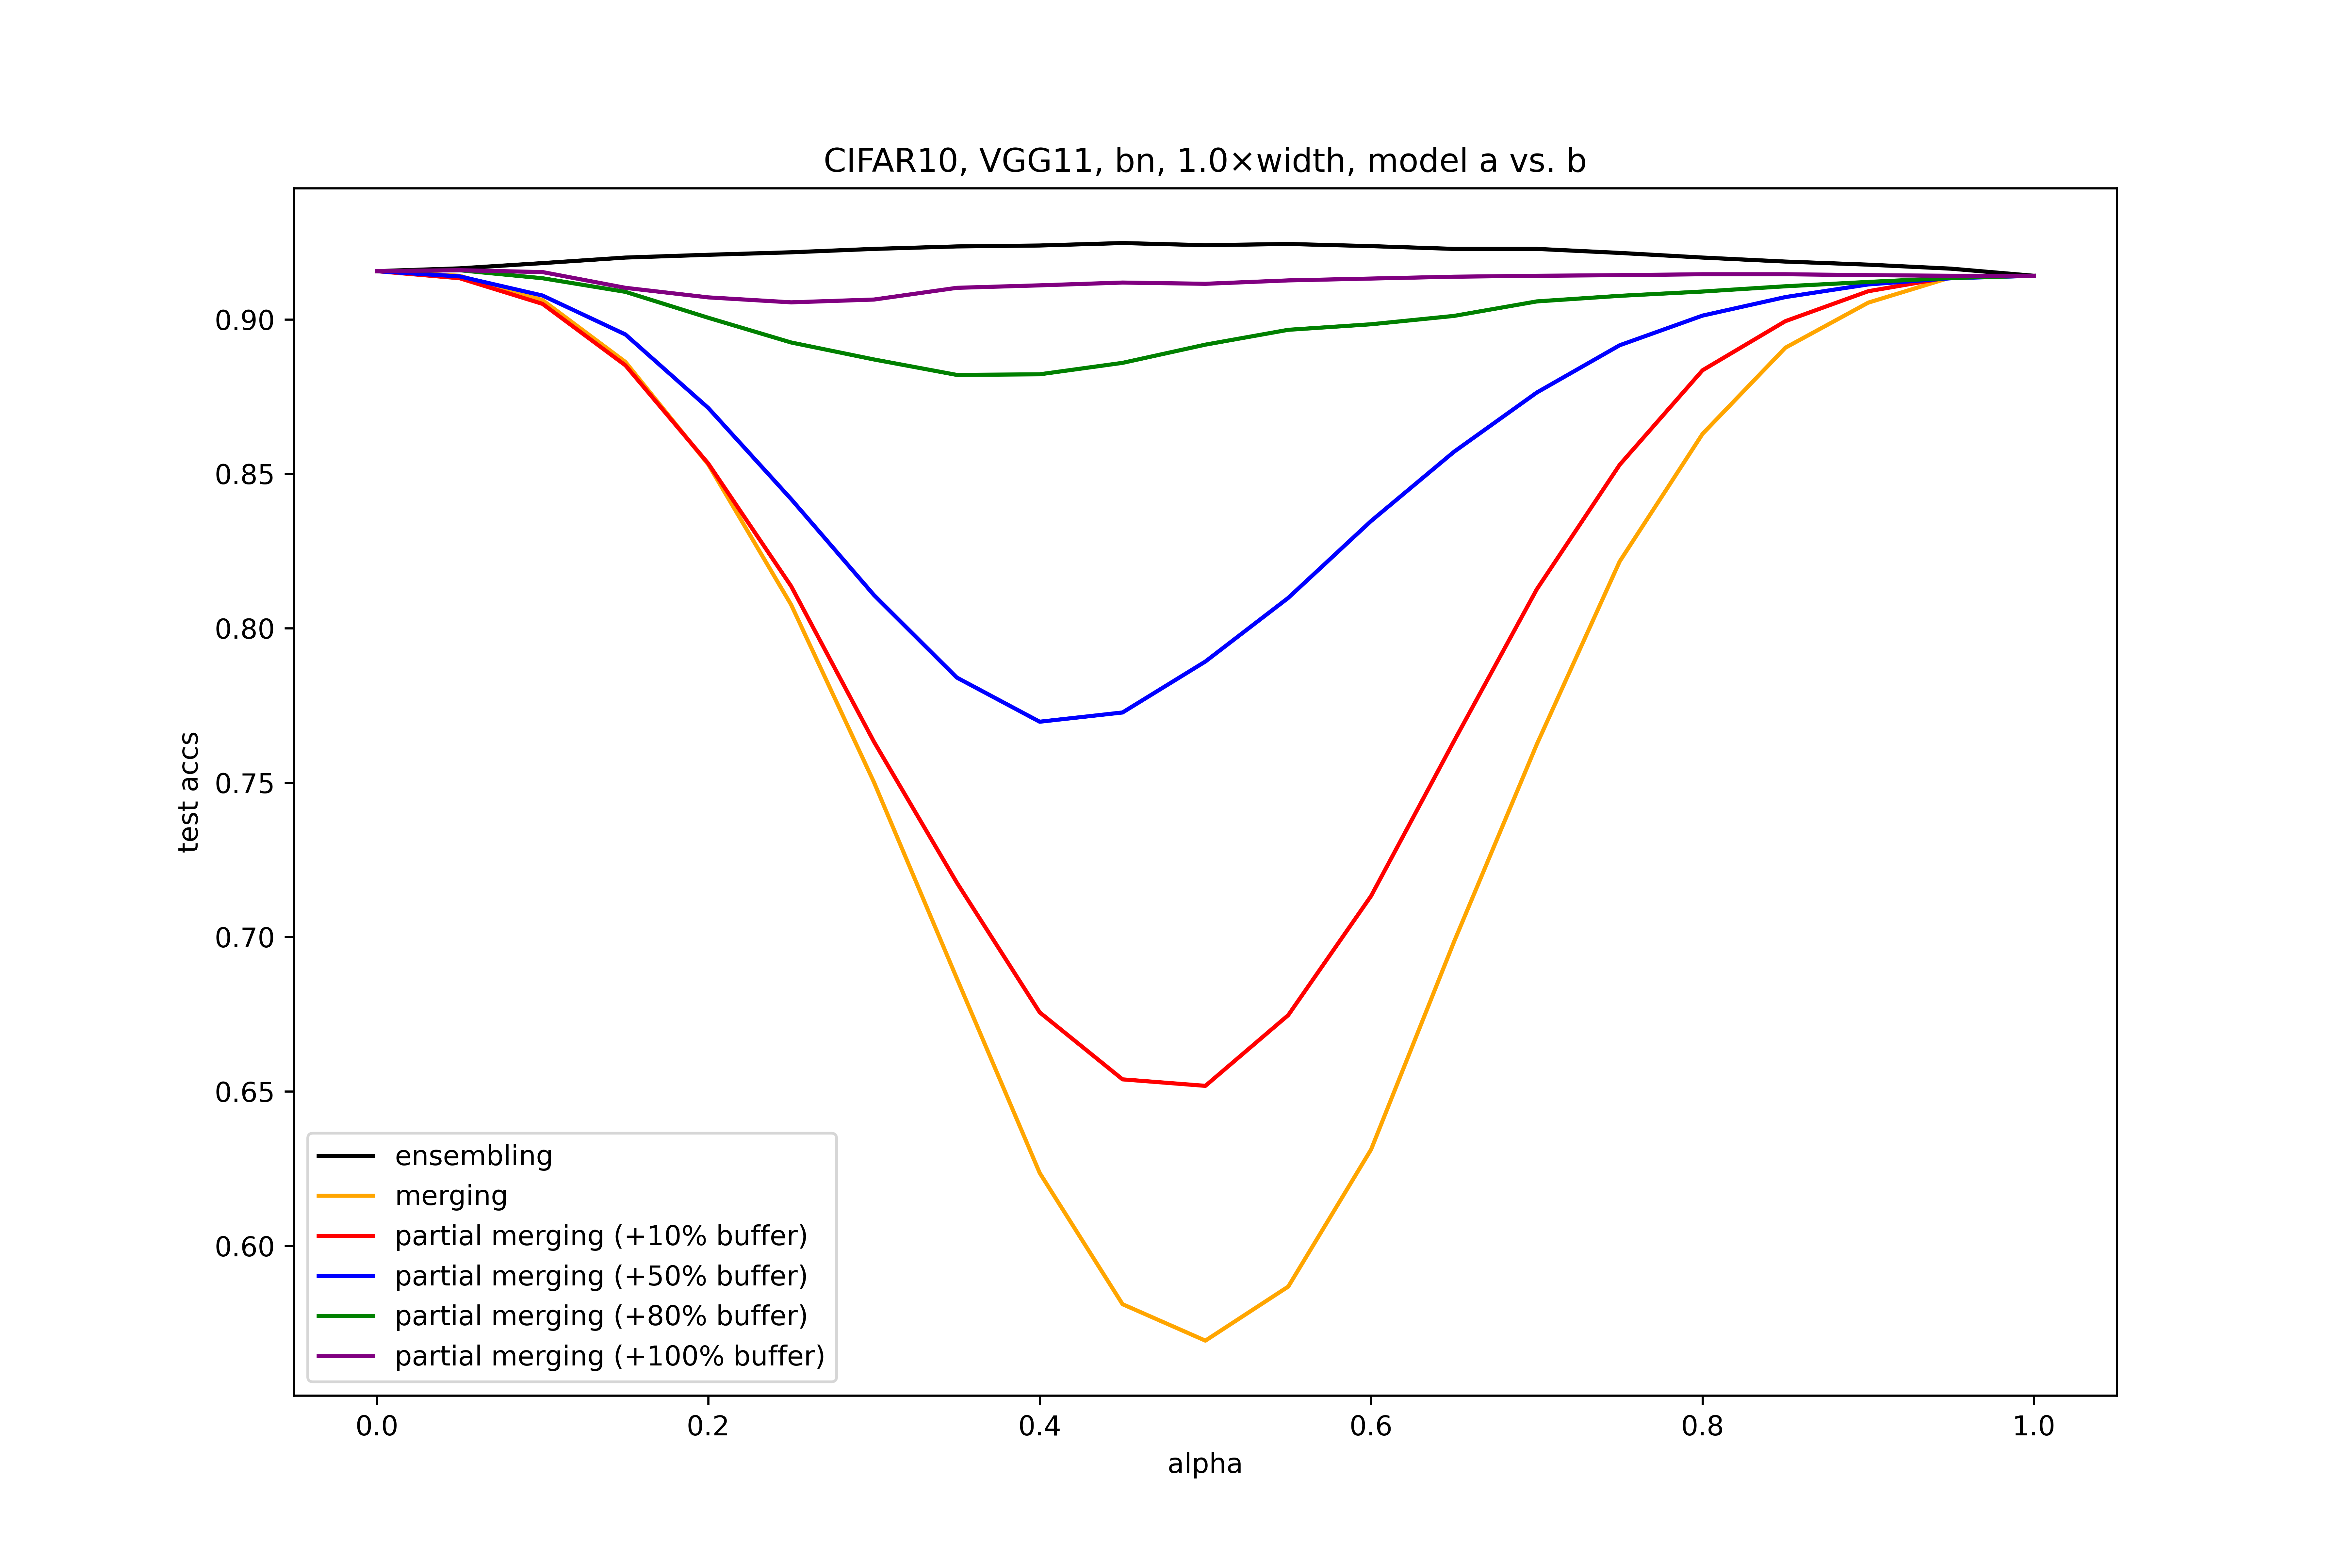 CIFAR10, VGG11, bn, 1.0×width, model a vs. b
test accs
0.90
0.85
0.80
0.75
0.70
0.65
0.60
ensembling
merging
partial merging (+10% buffer)
partial merging (+50% buffer)
partial merging (+80% buffer)
partial merging (+100% buffer)
0.0 0.2 0.4 0.6 0.8 1.0
alpha